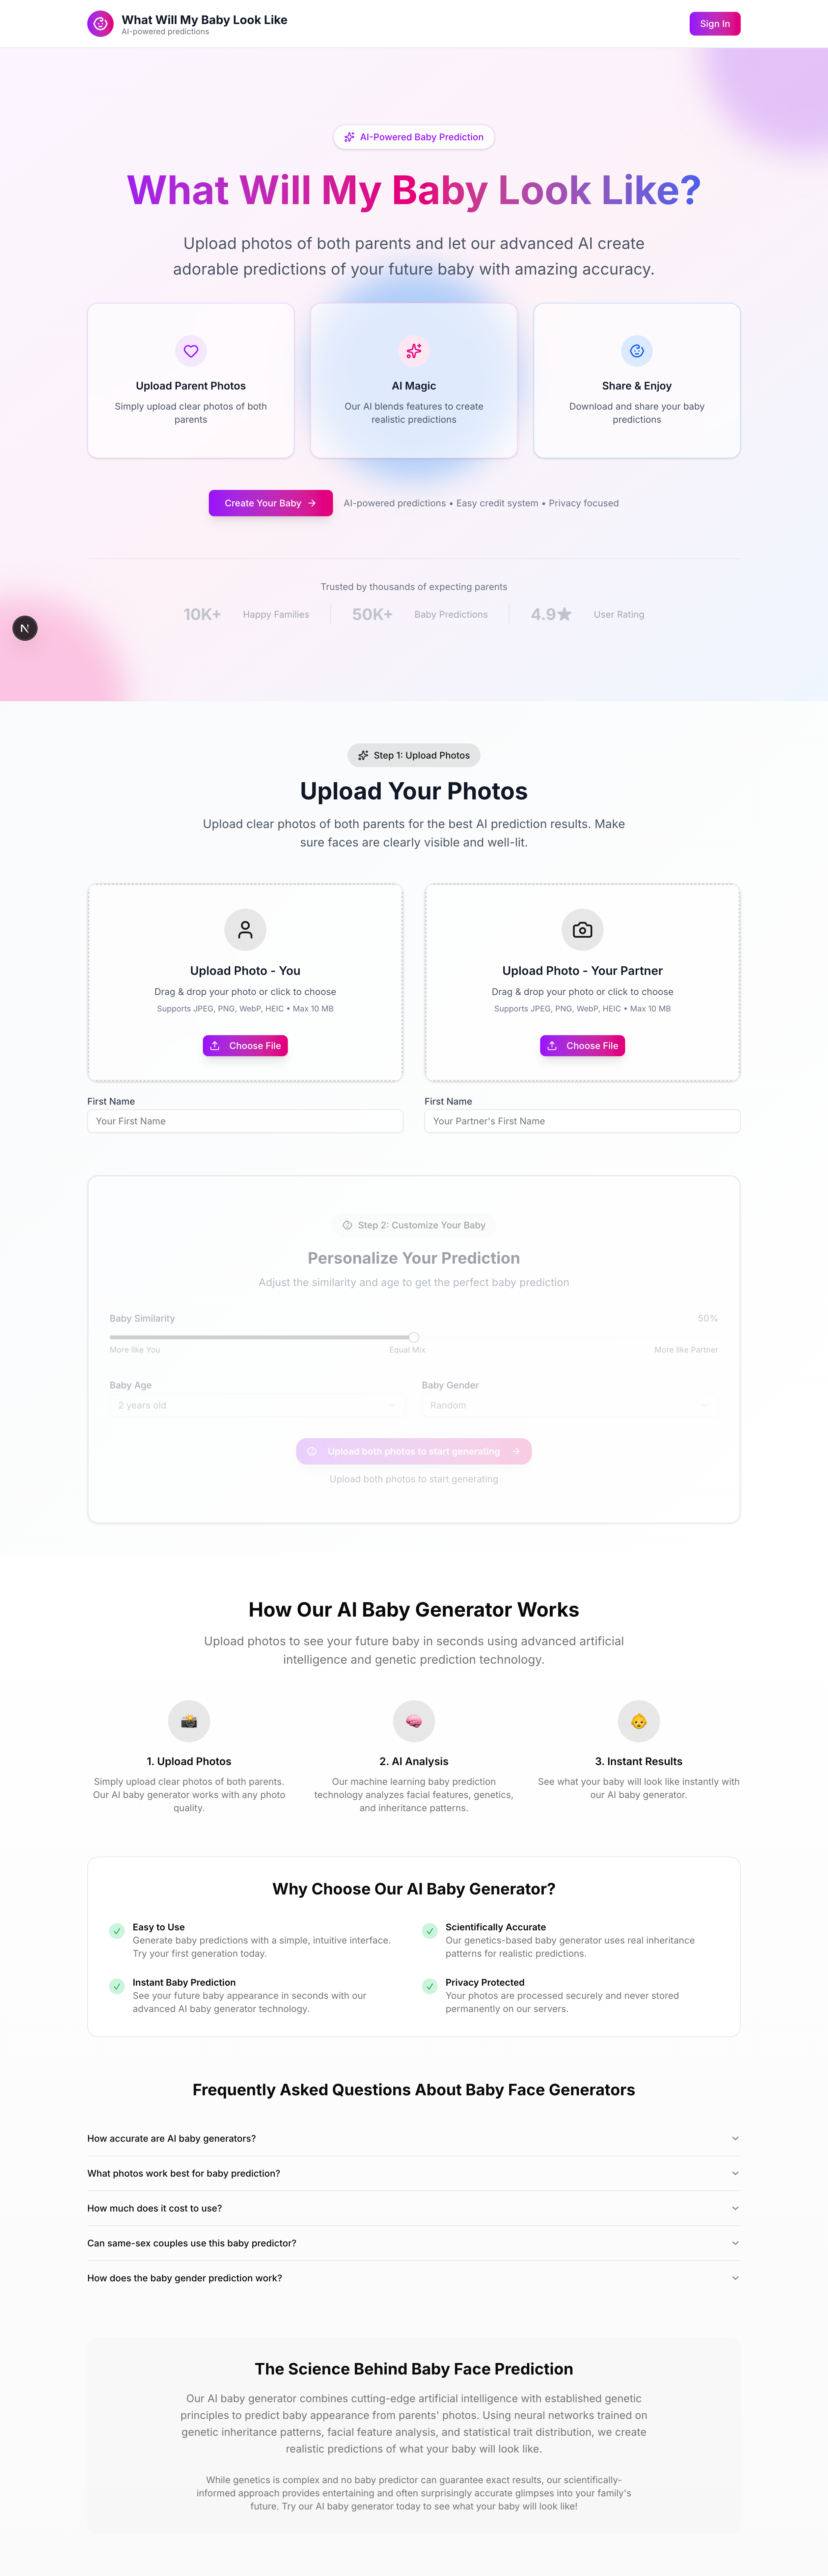 What Will My Baby Look Like
AI-powered predictions
Sign In
AI-Powered Baby Prediction
What Will My Baby Look Like?
Upload photos of both parents and let our advanced AI create
adorable predictions of your future baby with amazing accuracy.
Upload Parent Photos
Simply upload clear photos of both
parents
AI Magic
Our AI blends features to create
realistic predictions
Share & Enjoy
Download and share your baby
predictions
Create Your Baby
AI-powered predictions • Easy credit system • Privacy focused
Trusted by thousands of expecting parents
10K+ Happy Families
50K+ Baby Predictions
4.9★ User Rating
N
Step 1: Upload Photos
Upload Your Photos
Upload clear photos of both parents for the best AI prediction results. Make
sure faces are clearly visible and well-lit.
Upload Photo - You
Drag & drop your photo or click to choose
Supports JPEG, PNG, WebP, HEIC • Max 10 MB
Choose File
Upload Photo - Your Partner
Drag & drop your photo or click to choose
Supports JPEG, PNG, WebP, HEIC • Max 10 MB
Choose File
First Name
Your First Name
First Name
Your Partner's First Name
Step 2: Customize Your Baby
Personalize Your Prediction
Adjust the similarity and age to get the perfect baby prediction
Baby Similarity
50%
More like You
Equal Mix
More like Partner
Baby Age
2 years old
Baby Gender
Random
Upload both photos to start generating
Upload both photos to start generating
How Our AI Baby Generator Works
Upload photos to see your future baby in seconds using advanced artificial
intelligence and genetic prediction technology.
1. Upload Photos
Simply upload clear photos of both parents.
Our AI baby generator works with any photo
quality.
2. AI Analysis
Our machine learning baby prediction
technology analyzes facial features, genetics,
and inheritance patterns.
3. Instant Results
See what your baby will look like instantly with
our AI baby generator.
Why Choose Our AI Baby Generator?
Easy to Use
Generate baby predictions with a simple, intuitive interface.
Try your first generation today.
Scientifically Accurate
Our genetics-based baby generator uses real inheritance
patterns for realistic predictions.
Instant Baby Prediction
See your future baby appearance in seconds with our
advanced AI baby generator technology.
Privacy Protected
Your photos are processed securely and never stored
permanently on our servers.
Frequently Asked Questions About Baby Face Generators
How accurate are AI baby generators?
What photos work best for baby prediction?
How much does it cost to use?
Can same-sex couples use this baby predictor?
How does the baby gender prediction work?
The Science Behind Baby Face Prediction
Our AI baby generator combines cutting-edge artificial intelligence with established genetic
principles to predict baby appearance from parents' photos. Using neural networks trained on
genetic inheritance patterns, facial feature analysis, and statistical trait distribution, we create
realistic predictions of what your baby will look like.
While genetics is complex and no baby predictor can guarantee exact results, our scientifically-
informed approach provides entertaining and often surprisingly accurate glimpses into your family's
future. Try our AI baby generator today to see what your baby will look like!